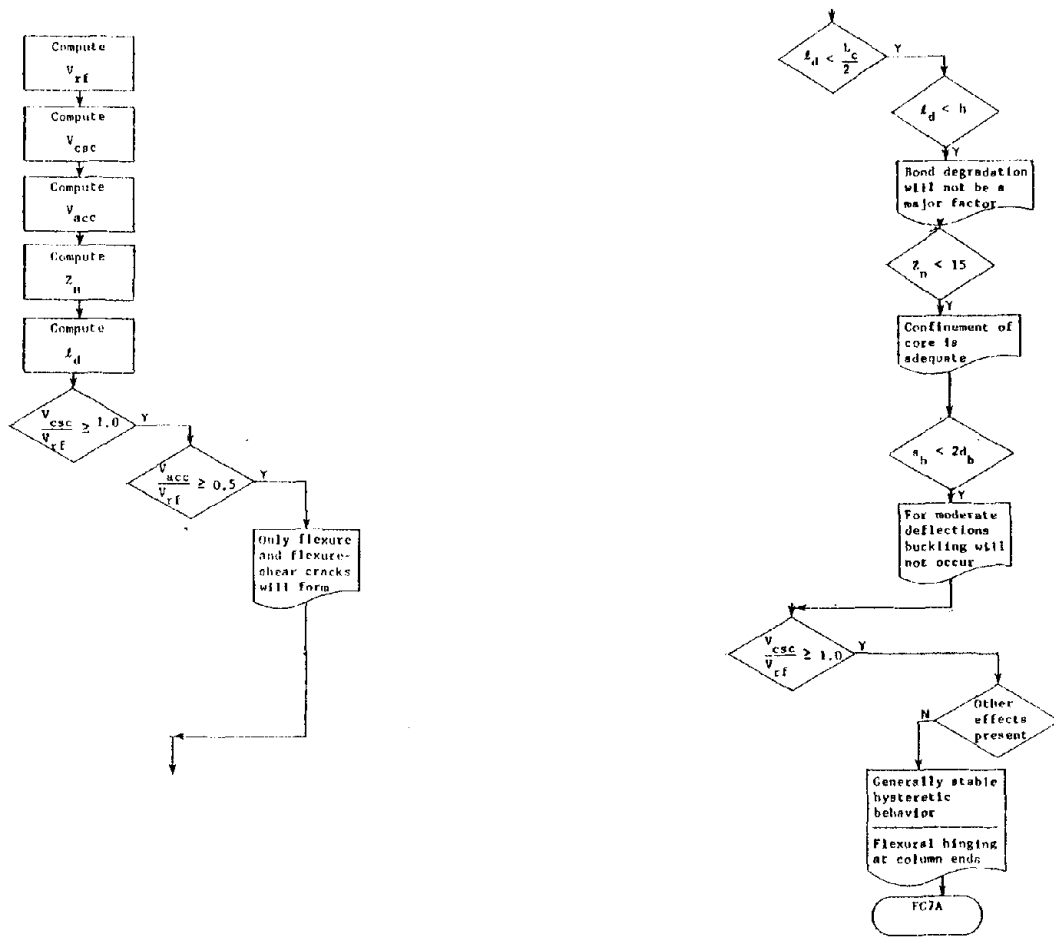 Compute
V_rf
Compute
V_csc
Compute
V_acc
Compute
Z_n
Compute
ℓ_d
V_csc / V_rf ≥ 1.0
Y
V_acc / V_rf ≥ 0.5
Y
Only flexure
and flexure-
shear cracks
will form
ℓ_d < L_c / 2
Y
ℓ_d < h
Y
Bond degradation
will not be a
major factor
Y
Z_n < 15
Y
Confinement of
core is
adequate
s_h < 2d_b
Y
For moderate
deflections
buckling will
not occur
V_csc / V_rf ≥ 1.0
Y
Other
effects
present
N
Generally stable
hysteretic
behavior
Flexural hinging
at column ends
FC7A